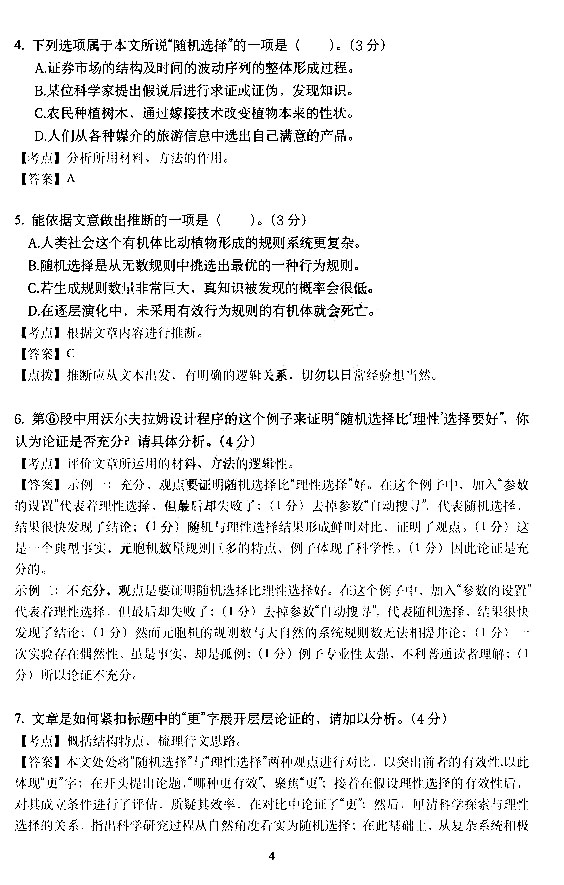 4. 下列选项属于本文所说“随机选择”的一项是（　　）。（3 分）
A.证券市场的结构及时间的波动序列的整体形成过程。
B.某位科学家提出假说后进行求证或证伪，发现知识。
C.农民种植树木，通过嫁接技术改变植物本来的性状。
D.人们从各种媒介的旅游信息中选出自己满意的产品。
【考点】分析所用材料、方法的作用。
【答案】A
5. 能依据文意做出推断的一项是（　　）。（3 分）
A.人类社会这个有机体比动植物形成的规则系统更复杂。
B.随机选择是从无数规则中挑选出最优的一种行为规则。
C.若生成规则数量非常巨大，真知识被发现的概率会很低。
D.在逐层演化中，未采用有效行为规则的有机体就会死亡。
【考点】根据文章内容进行推断。
【答案】C
【点拨】推断应从文本出发，有明确的逻辑关系，切勿以日常经验想当然。
6. 第⑥段中用沃尔夫拉姆设计程序的这个例子来证明“随机选择比‘理性’选择要好”，你
认为论证是否充分？请具体分析。（4 分）
【考点】评价文章所运用的材料、方法的逻辑性。
【答案】示例一：充分，观点要证明随机选择比“理性选择”好。在这个例子中，加入“参数
的设置”代表着理性选择，但最后却失败了；（1 分）去掉参数“自动搜寻”，代表随机选择，
结果很快发现了结论；（1 分）随机与理性选择结果形成鲜明对比，证明了观点。（1 分）这
是一个典型事实，元胞机数量规则巨多的特点，例子体现了科学性。（1 分）因此论证是充
分的。
示例二：不充分，观点是要证明随机选择比理性选择好。在这个例子中，加入“参数的设置”
代表着理性选择，但最后却失败了；（1 分）去掉参数“自动搜寻”，代表随机选择，结果很快
发现了结论；（1 分）然而元胞机的规则数与大自然的系统规则数无法相提并论；（1 分）一
次实验存在偶然性，虽是事实，却是孤例；（1 分）例子专业性太强，不利普通读者理解；（1
分）所以论证不充分。
7. 文章是如何紧扣标题中的“更”字展开层层论证的，请加以分析。（4 分）
【考点】概括结构特点，梳理行文思路。
【答案】本文处处将“随机选择”与“理性选择”两种观点进行对比，以突出前者的有效性，以此
体现“更”字；在开头提出论题，“哪种更有效”，聚焦“更”；接着在假设理性选择的有效性后，
对其成立条件进行了评估，质疑其效率，在对比中论证了“更”；然后，厘清科学探索与理性
选择的关系，指出科学研究过程从自然角度看实为随机选择；在此基础上，从复杂系统和极
4